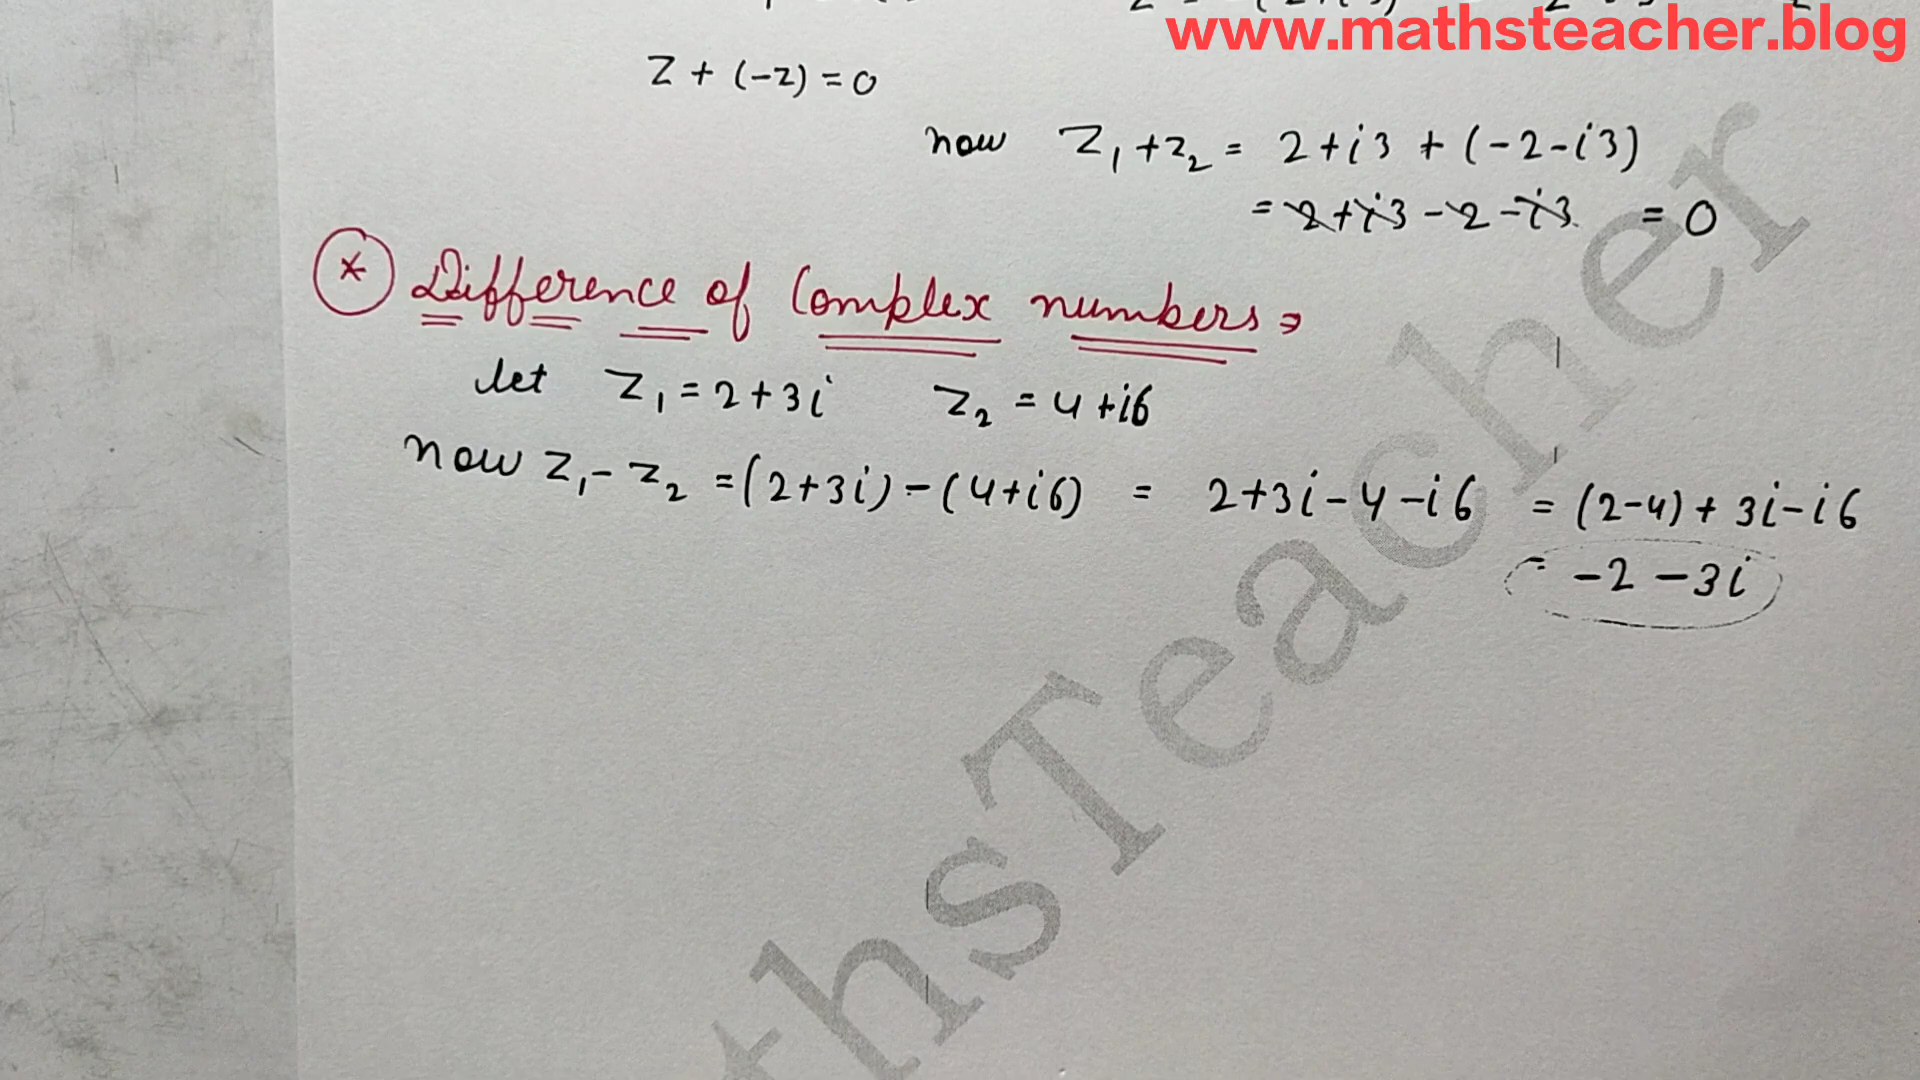 www.mathsteacher.blog
Z + (-z) = 0
now Z₁ + z₂ = 2 + i3 + (-2 - i3)
= 2 + i3 - 2 - i3 = 0
* Difference of Complex numbers ⇒
let Z₁ = 2 + 3i Z₂ = 4 + i6
Now Z₁ - Z₂ = (2 + 3i) - (4 + i6) = 2 + 3i - 4 - i6 = (2 - 4) + 3i - i6
= -2 - 3i
thsTeacher